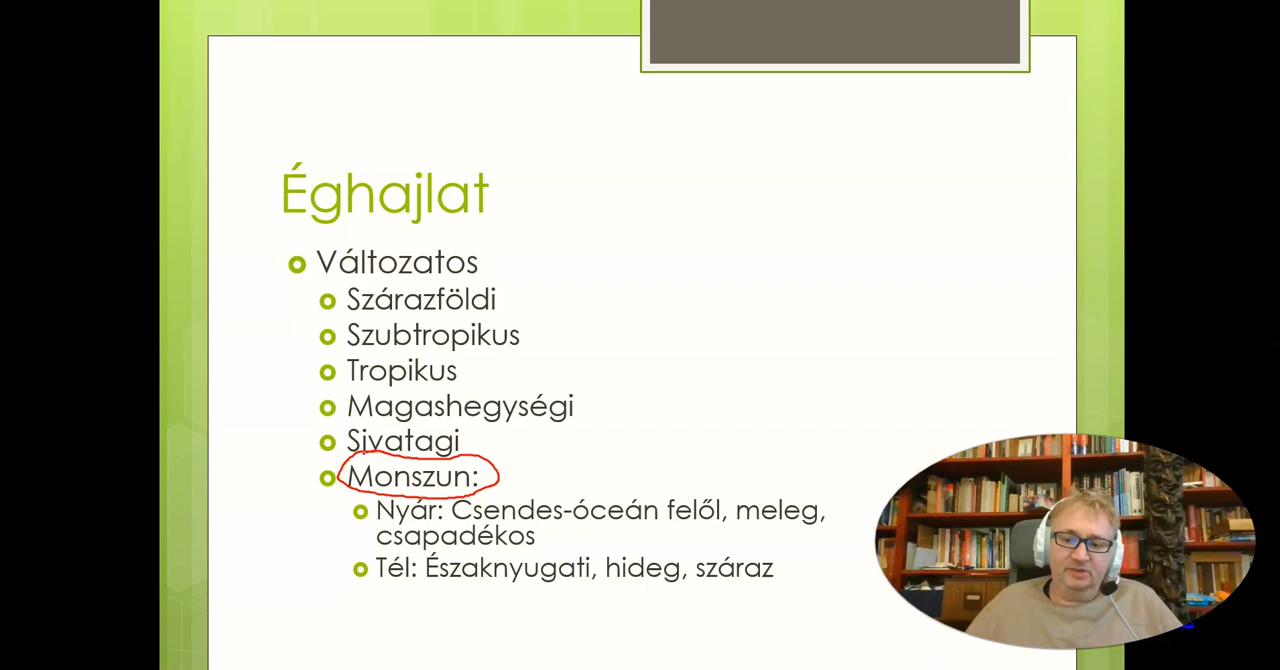 Éghajlat
Változatos
Szárazföldi
Szubtropikus
Tropikus
Magashegységi
Sivatagi
Monszun:
Nyár: Csendes-óceán felől, meleg,
csapadékos
Tél: Északnyugati, hideg, száraz